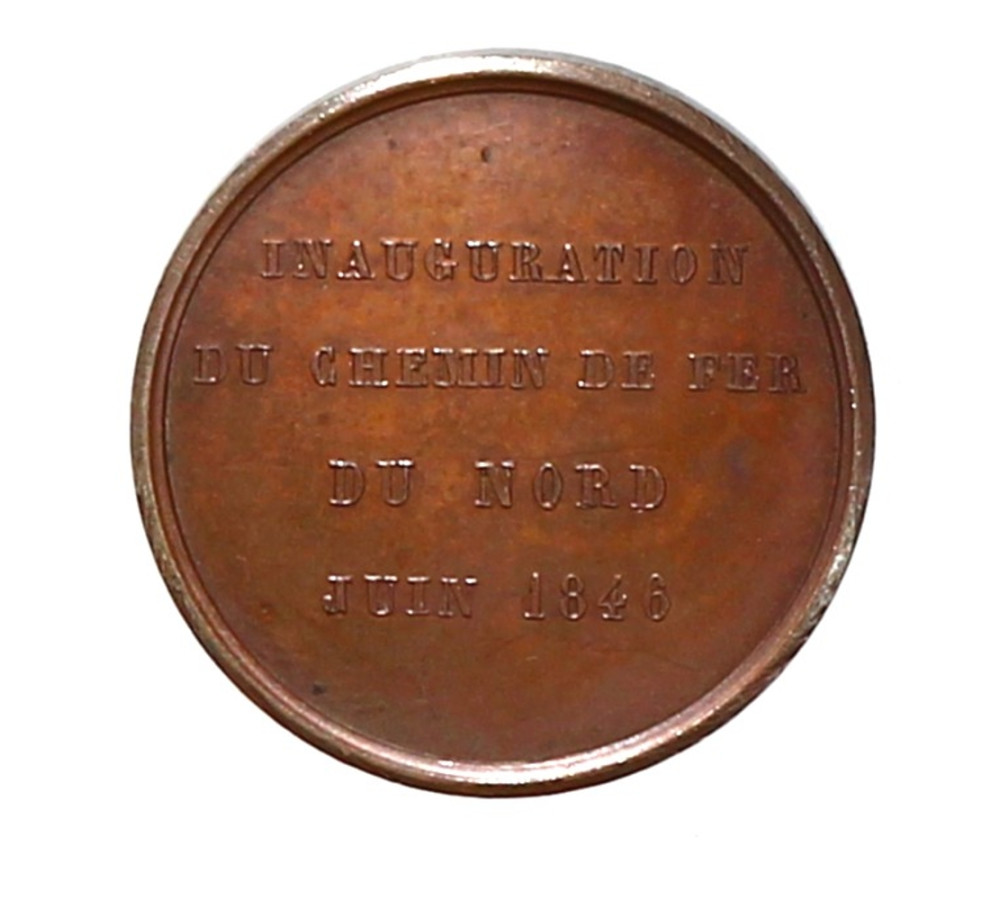 INAUGURATION
DU CHEMIN DE FER
DU NORD
JUIN 1846